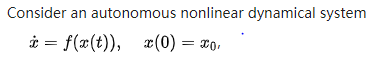 Consider an autonomous nonlinear dynamical system
ẋ = f(x(t)), x(0) = x₀,